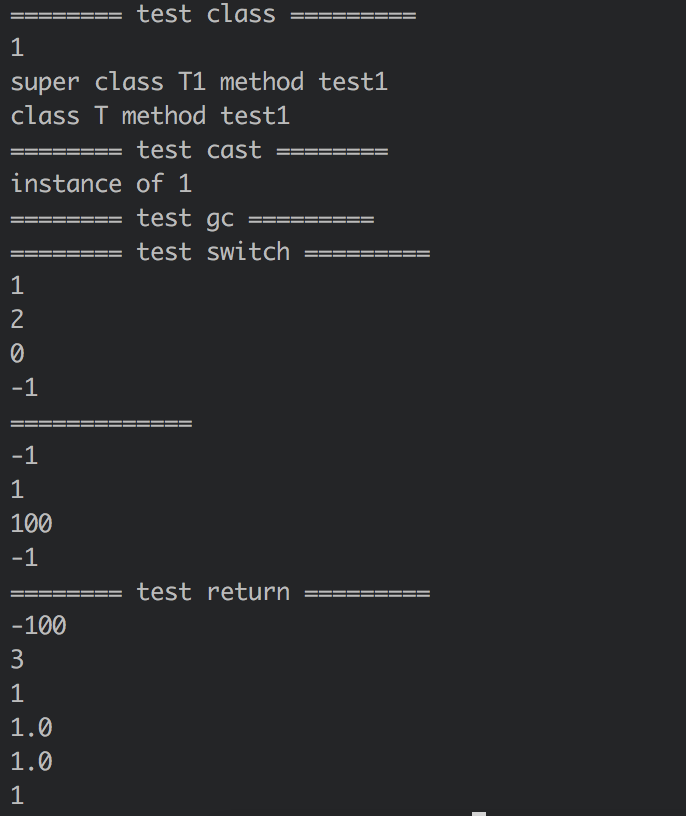 ======== test class =========
1
super class T1 method test1
class T method test1
======== test cast ========
instance of 1
======== test gc =========
======== test switch =========
1
2
0
-1
=============
-1
1
100
-1
======== test return =========
-100
3
1
1.0
1.0
1